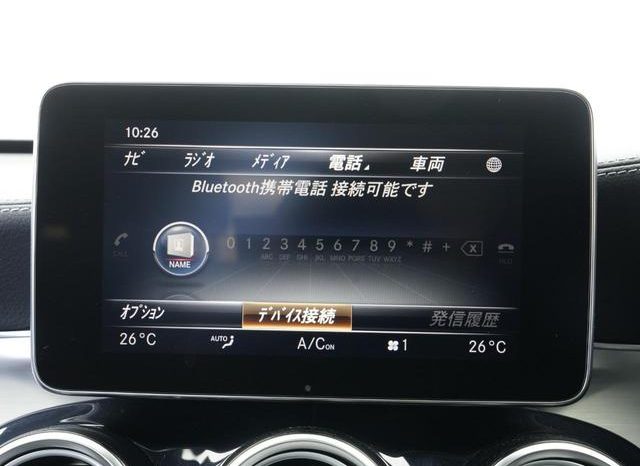 10:26
ナビ ラジオ メディア 電話 車両
Bluetooth携帯電話 接続可能です
0 1 2 3 4 5 6 7 8 9 * # +
ABC DEF GHI JKL MNO PQRS TUV WXYZ
NAME
オプション デバイス接続 発信履歴
26°C AUTO A/C ON 1 26°C